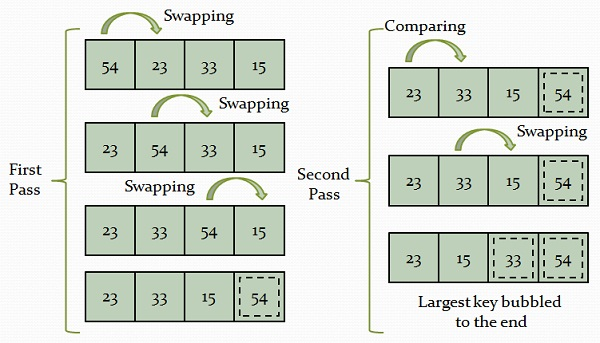 First
Pass
Swapping
54 23 33 15
Swapping
23 54 33 15
Swapping
23 33 54 15
23 33 15 54
Second
Pass
Comparing
23 33 15 54
Swapping
23 33 15 54
23 15 33 54
Largest key bubbled
to the end